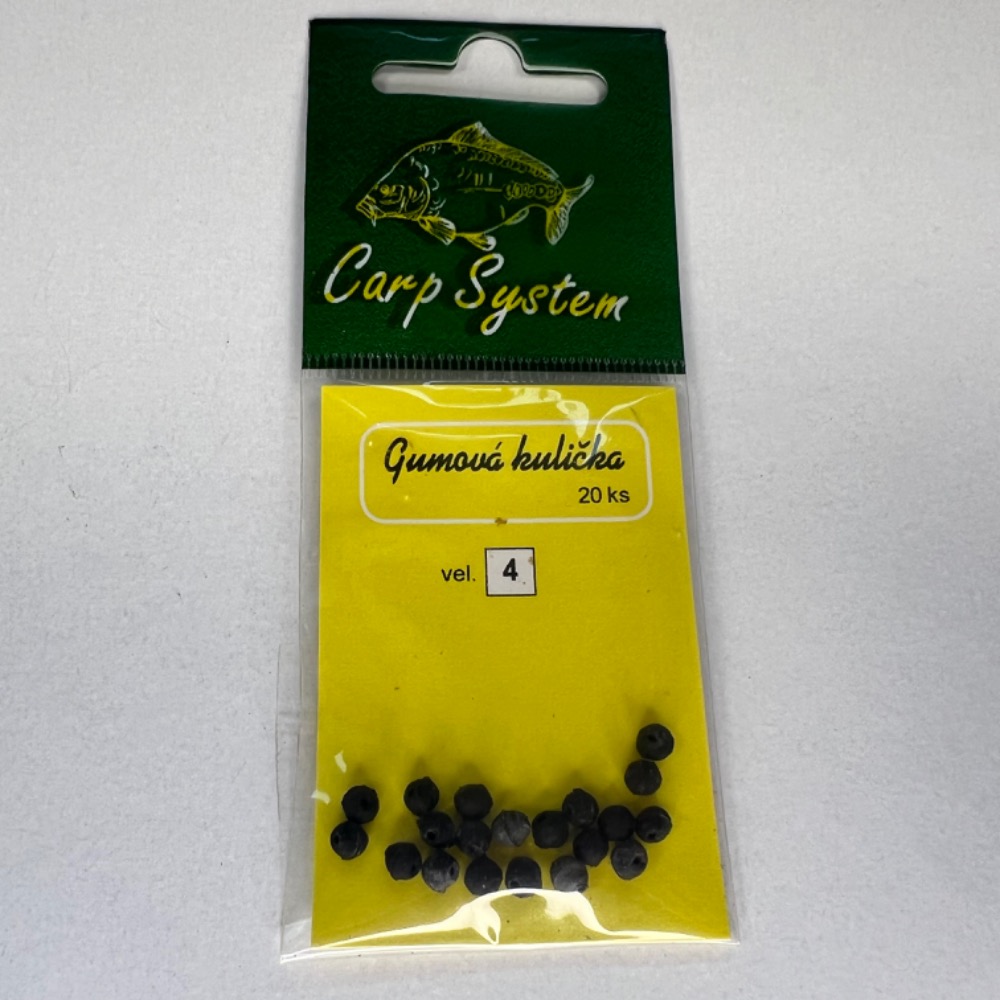 Carp System
Gumová kulička
20 ks
vel. 4